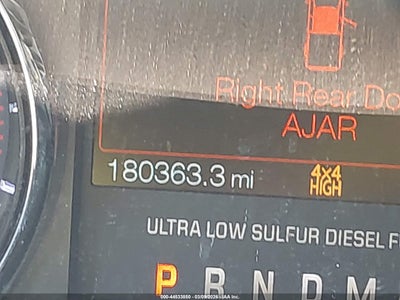 Right Rear Do
AJAR
180363.3 mi
4x4
HIGH
ULTRA LOW SULFUR DIESEL F
P R N D M